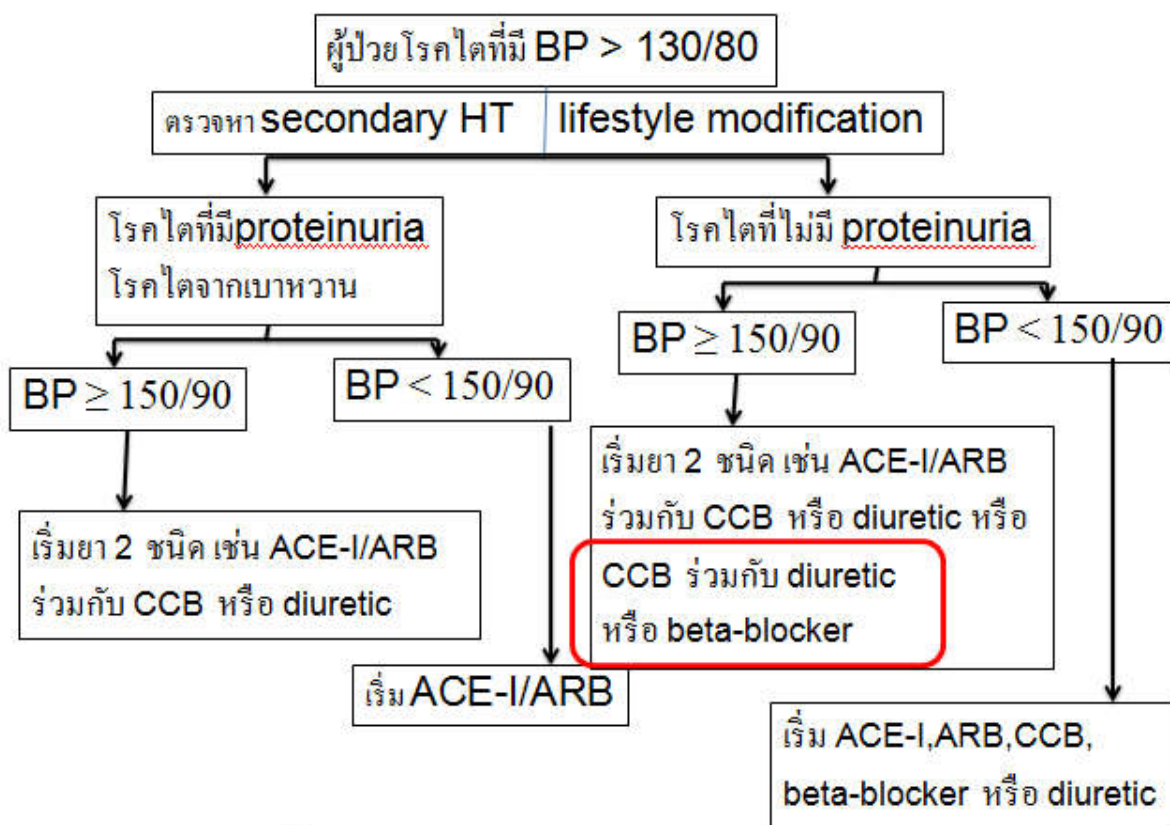 ผู้ป่วยโรคไตที่มี BP > 130/80
ตรวจหา secondary HT lifestyle modification
โรคไตที่มีproteinuria
โรคไตจากเบาหวาน
โรคไตที่ไม่มี proteinuria
BP ≥ 150/90
BP < 150/90
BP ≥ 150/90
BP < 150/90
เริ่มยา 2 ชนิด เช่น ACE-I/ARB
ร่วมกับ CCB หรือ diuretic
เริ่ม ACE-I/ARB
เริ่มยา 2 ชนิด เช่น ACE-I/ARB
ร่วมกับ CCB หรือ diuretic หรือ
CCB ร่วมกับ diuretic
หรือ beta-blocker
เริ่ม ACE-I,ARB,CCB,
beta-blocker หรือ diuretic